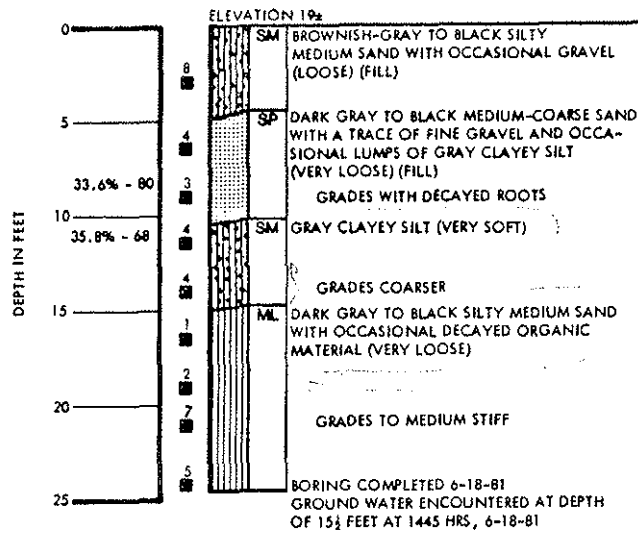 ELEVATION 19±
0
SM BROWNISH-GRAY TO BLACK SILTY
MEDIUM SAND WITH OCCASIONAL GRAVEL
(LOOSE) (FILL)
8
5
SP DARK GRAY TO BLACK MEDIUM-COARSE SAND
WITH A TRACE OF FINE GRAVEL AND OCCA-
SIONAL LUMPS OF GRAY CLAYEY SILT
(VERY LOOSE) (FILL)
4
33.6% - 80
3
GRADES WITH DECAYED ROOTS
10
35.8% - 68
4
SM GRAY CLAYEY SILT (VERY SOFT)
4
GRADES COARSER
15
ML DARK GRAY TO BLACK SILTY MEDIUM SAND
WITH OCCASIONAL DECAYED ORGANIC
MATERIAL (VERY LOOSE)
1
2
20
7
GRADES TO MEDIUM STIFF
5
25
BORING COMPLETED 6-18-81
GROUND WATER ENCOUNTERED AT DEPTH
OF 15½ FEET AT 1445 HRS, 6-18-81
DEPTH IN FEET